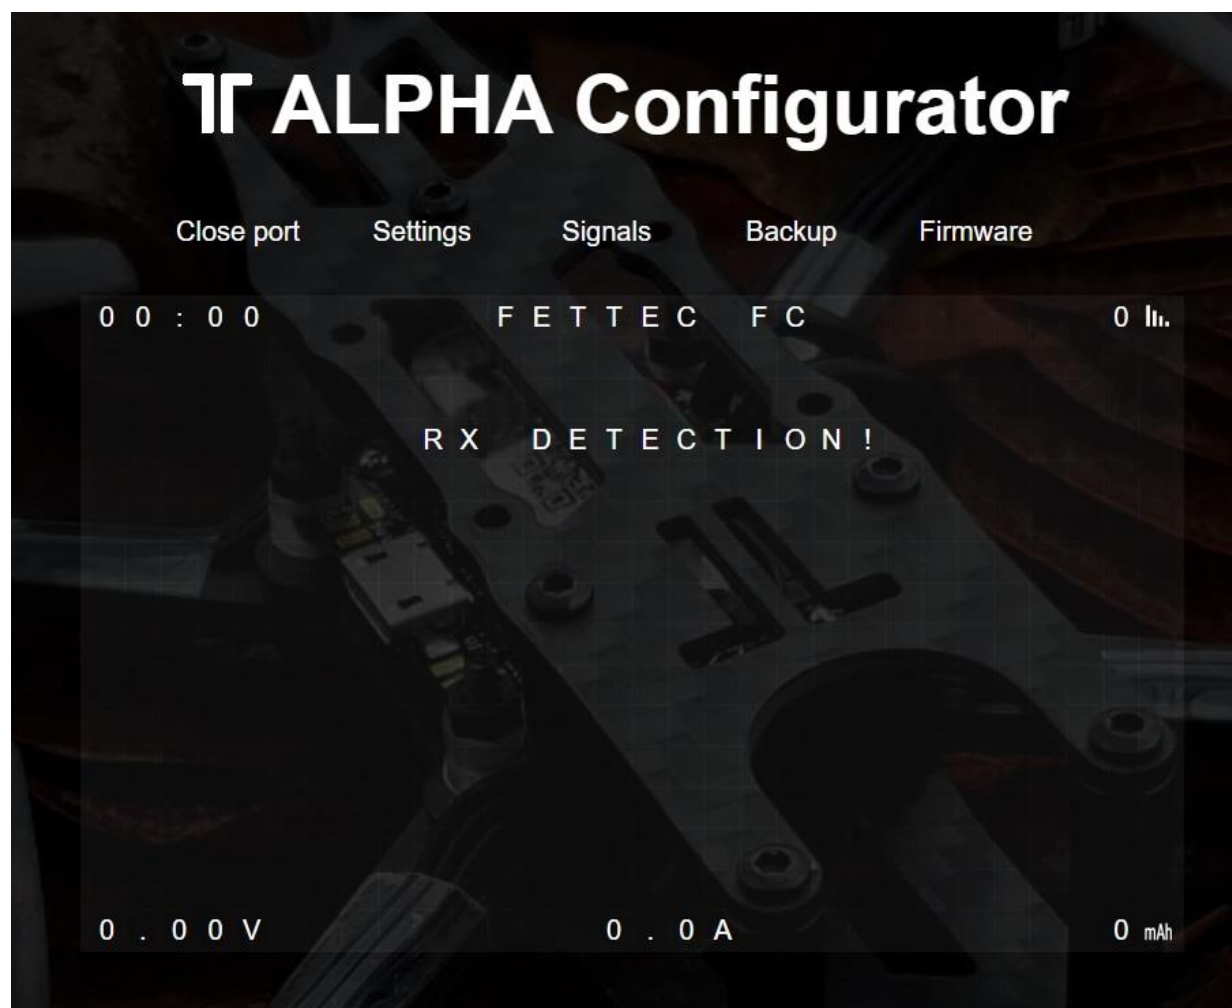 ALPHA Configurator
Close port Settings Signals Backup Firmware
00:00 FETTEC FC 0
RX DETECTION!
0.00V 0.0A 0 mAh